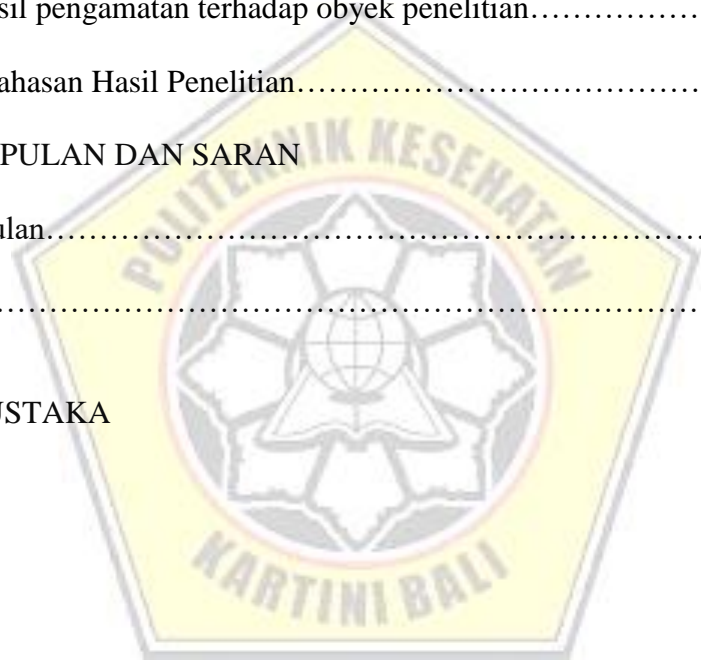 sil pengamatan terhadap obyek penelitian…………………
ahasan Hasil Penelitian……………………………………
PULAN DAN SARAN
ulan……………………………………………………………
……………………………………………………………………
USTAKA
POLITEKNIK KESEHATAN
KARTINI BALI